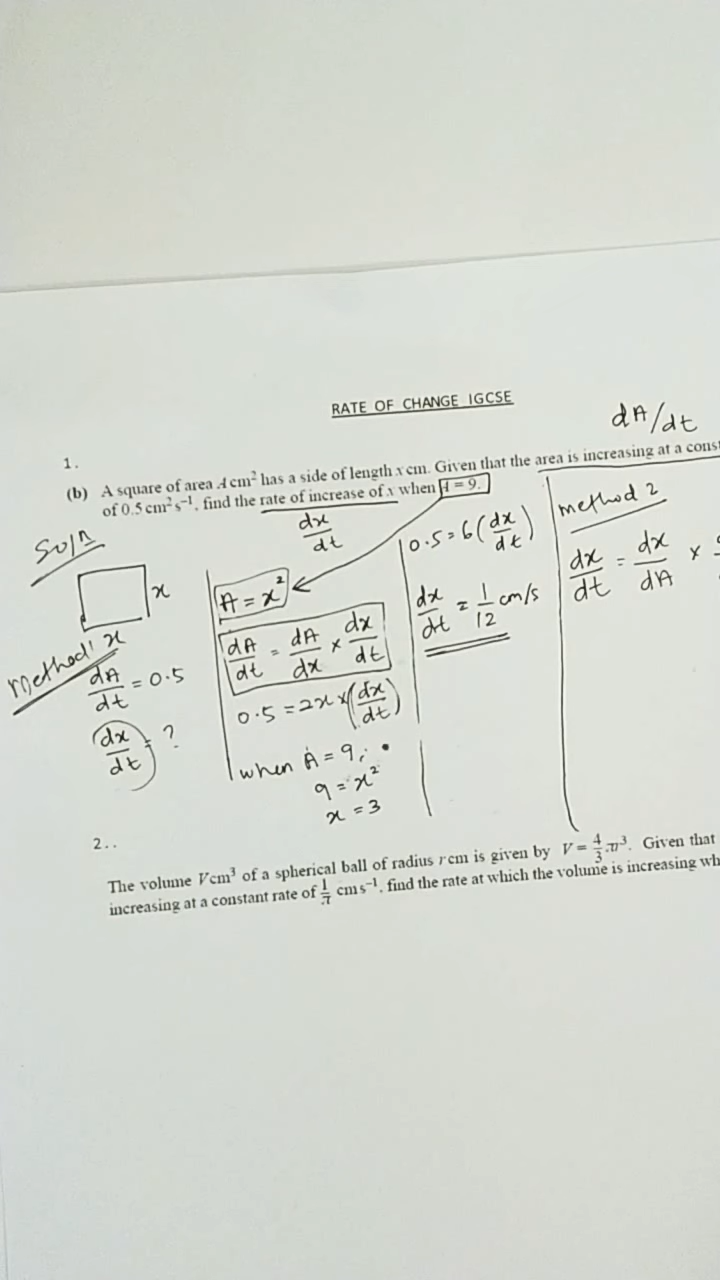 RATE OF CHANGE IGCSE
dA/dt
1.
(b) A square of area A cm² has a side of length x cm. Given that the area is increasing at a
of 0.5 cm² s⁻¹, find the rate of increase of x when A = 9.
dx/dt
Soln
x
x
Method 1
dA/dt = 0.5
dx/dt = ?
A = x²
dA/dt = dA/dx × dx/dt
0.5 = 2x × (dx/dt)
when A = 9,
9 = x²
x = 3
0.5 = 6(dx/dt)
dx/dt = 1/12 cm/s
method 2
dx/dt = dx/dA ×
2..
The volume V cm³ of a spherical ball of radius r cm is given by V = 4/3 πr³. Given that
increasing at a constant rate of 1/π cm s⁻¹, find the rate at which the volume is increasing